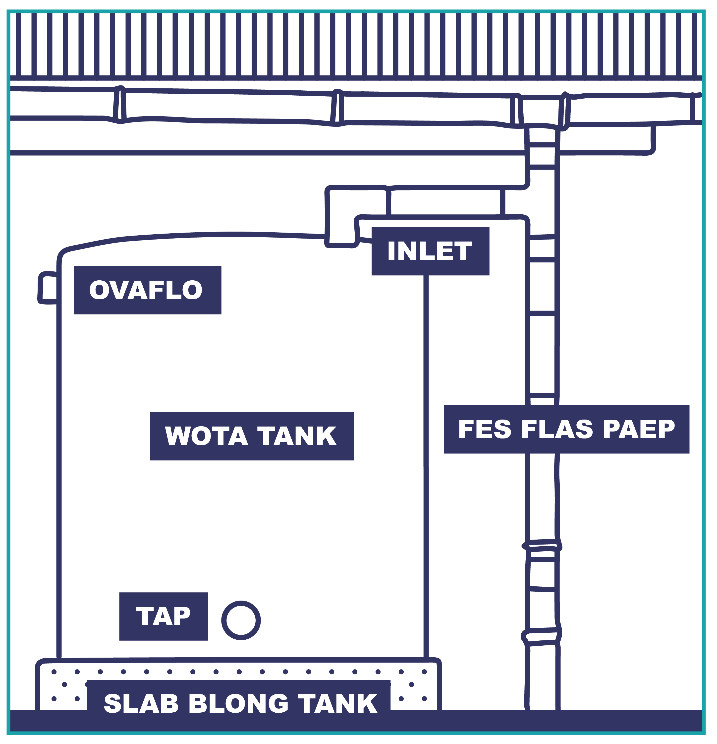 INLET
OVAFLO
WOTA TANK
FES FLAS PAEP
TAP
SLAB BLONG TANK